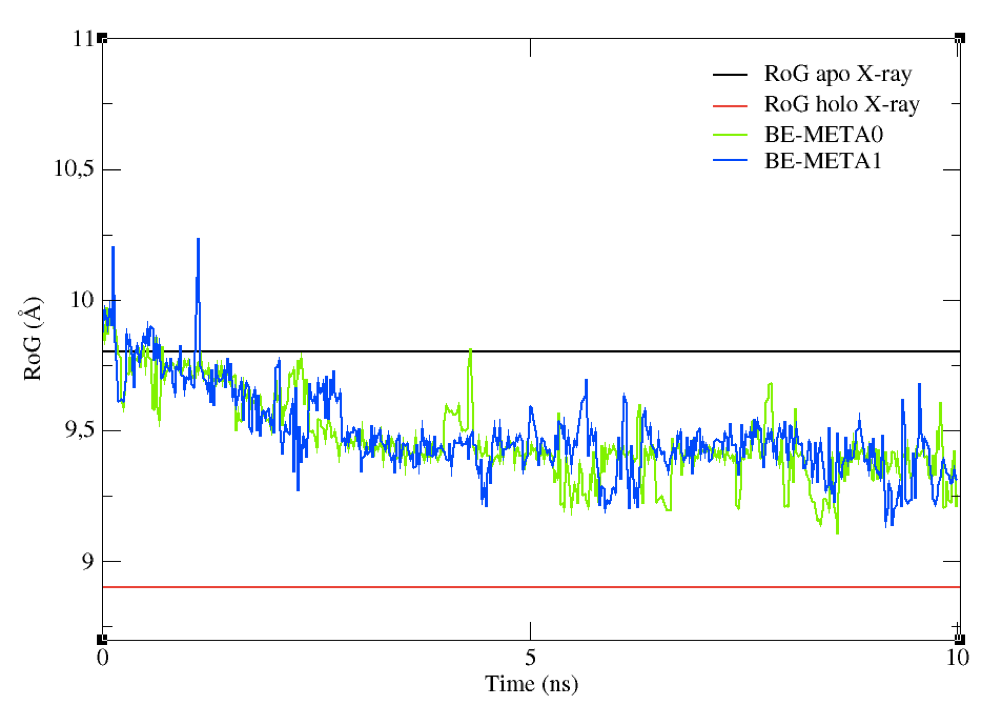 11
10,5
10
9,5
9
RoG (Å)
RoG apo X-ray
RoG holo X-ray
BE-META0
BE-META1
0
5
10
Time (ns)